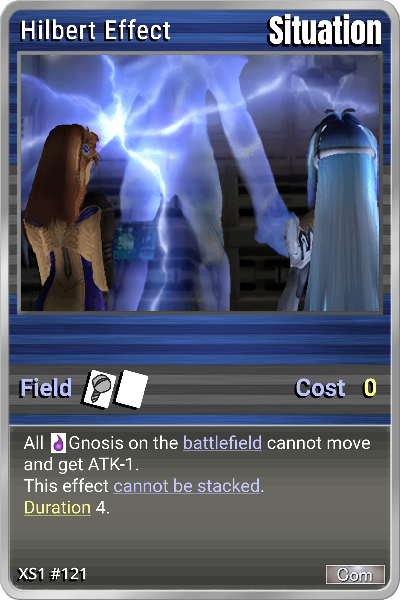 Hilbert Effect
Situation
Field
Cost 0
All Gnosis on the battlefield cannot move
and get ATK-1.
This effect cannot be stacked.
Duration 4.
XS1 #121
Com